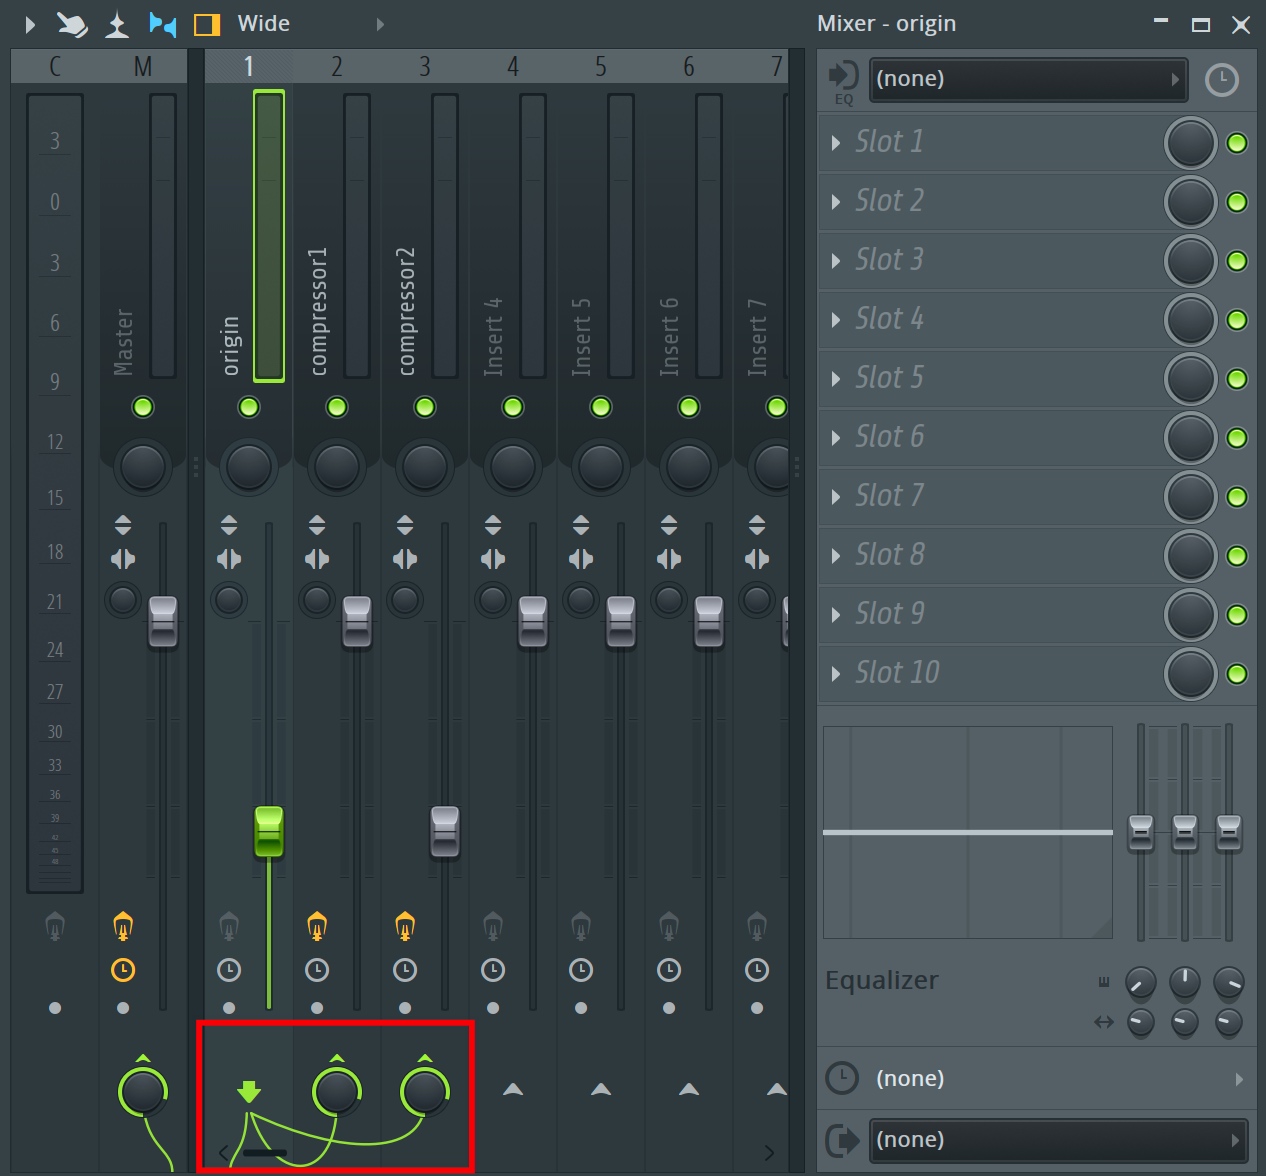 Wide
Mixer - origin
C
M
1
2
3
4
5
6
7
3
0
3
6
9
12
15
18
21
24
27
30
33
36
39
42
45
48
Master
origin
compressor1
compressor2
Insert 4
Insert 5
Insert 6
Insert 7
EQ
(none)
Slot 1
Slot 2
Slot 3
Slot 4
Slot 5
Slot 6
Slot 7
Slot 8
Slot 9
Slot 10
Equalizer
(none)
(none)